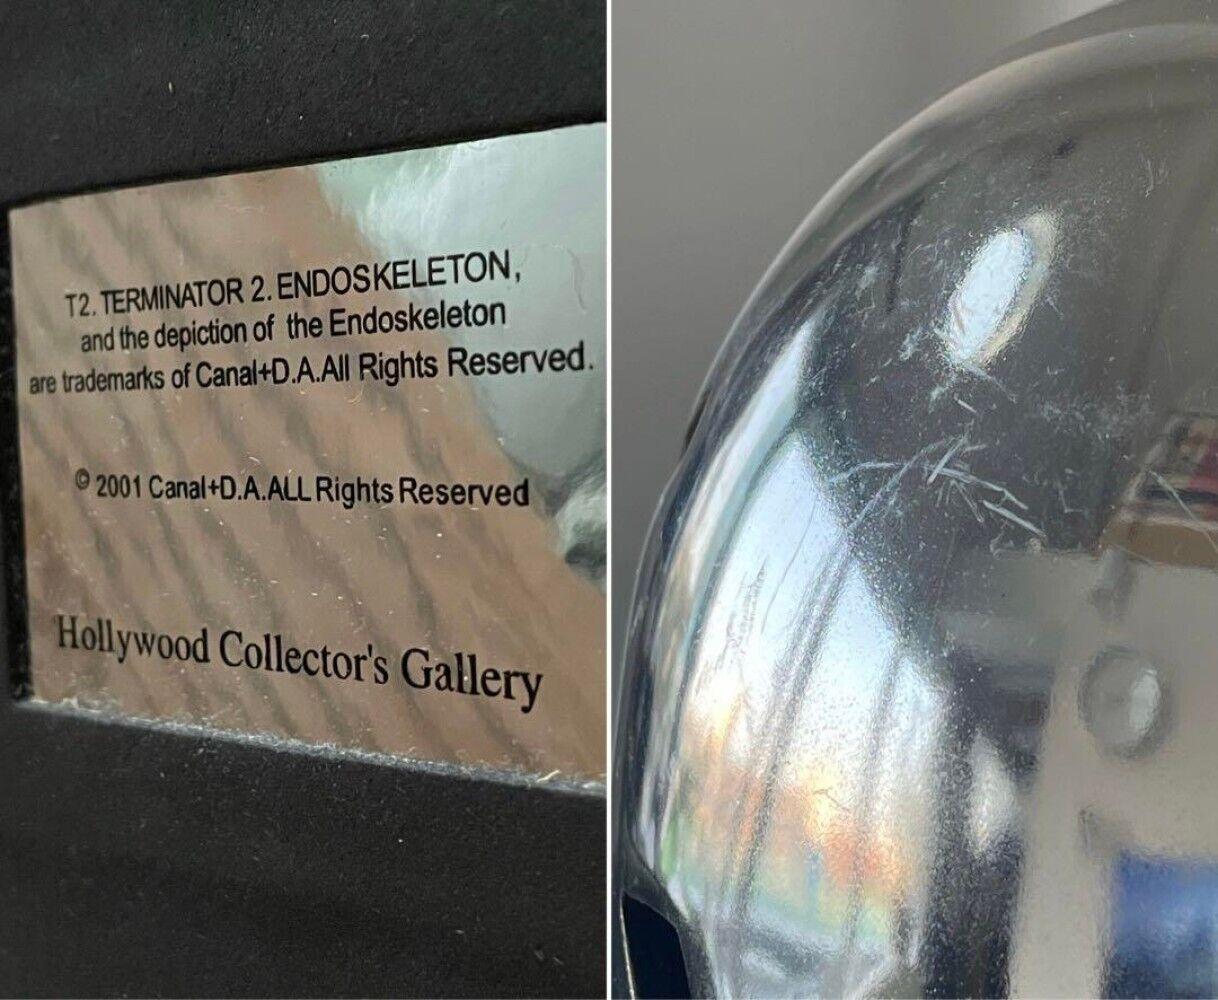 T2. TERMINATOR 2. ENDOSKELETON,
and the depiction of the Endoskeleton
are trademarks of Canal+D.A.All Rights Reserved.
© 2001 Canal+D.A.ALL Rights Reserved
Hollywood Collector's Gallery